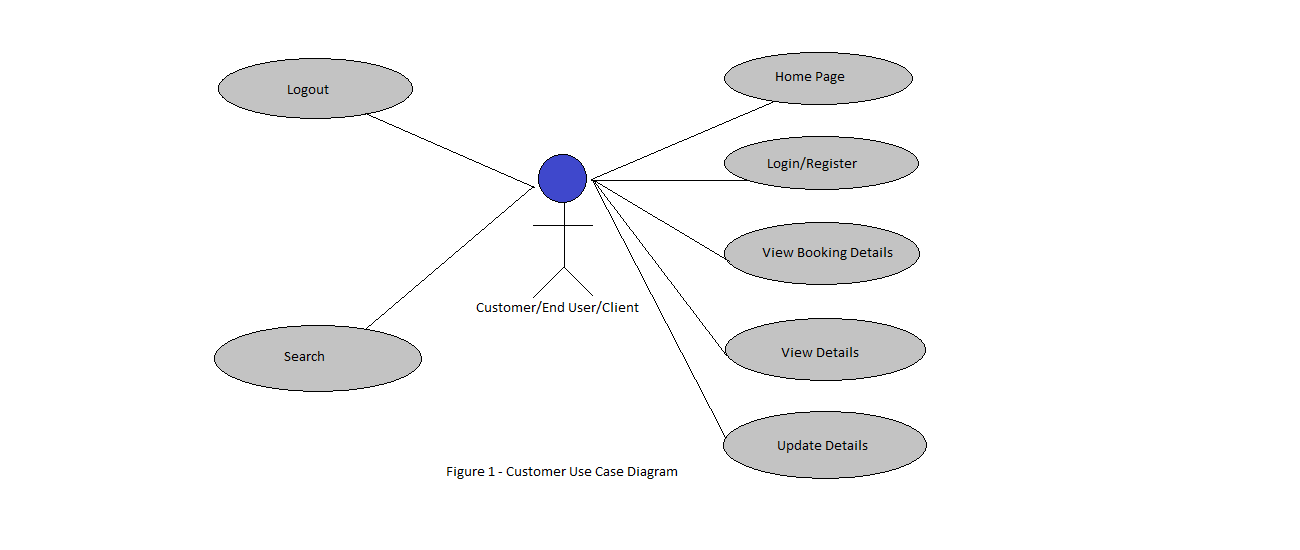 Home Page
Logout
Login/Register
View Booking Details
Customer/End User/Client
View Details
Search
Update Details
Figure 1 - Customer Use Case Diagram